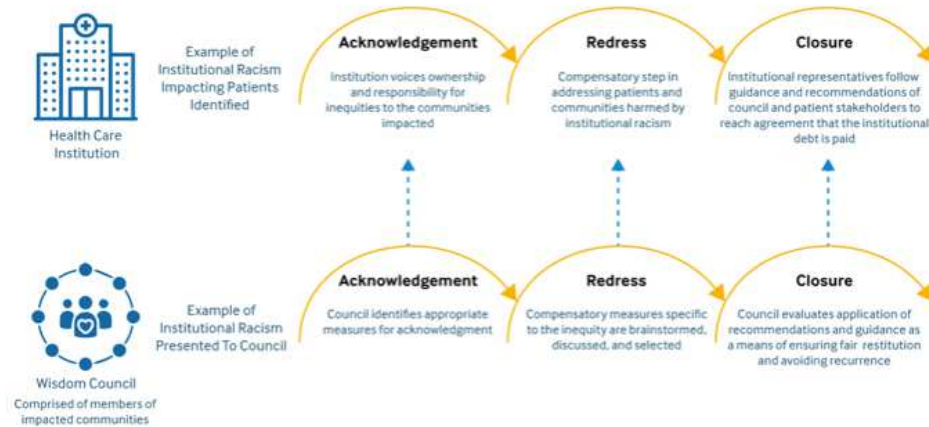 Health Care
Institution
Example of
Institutional Racism
Impacting Patients
Identified
Acknowledgement
Institution voices ownership
and responsibility for
inequities to the communities
impacted
Redress
Compensatory step in
addressing patients and
communities harmed by
institutional racism
Closure
Institutional representatives follow
guidance and recommendations of
council and patient stakeholders to
reach agreement that the institutional
debt is paid
Wisdom Council
Comprised of members of
impacted communities
Example of
Institutional Racism
Presented To Council
Acknowledgement
Council identifies appropriate
measures for acknowledgment
Redress
Compensatory measures specific
to the inequity are brainstormed,
discussed, and selected
Closure
Council evaluates application of
recommendations and guidance as
a means of ensuring fair restitution
and avoiding recurrence